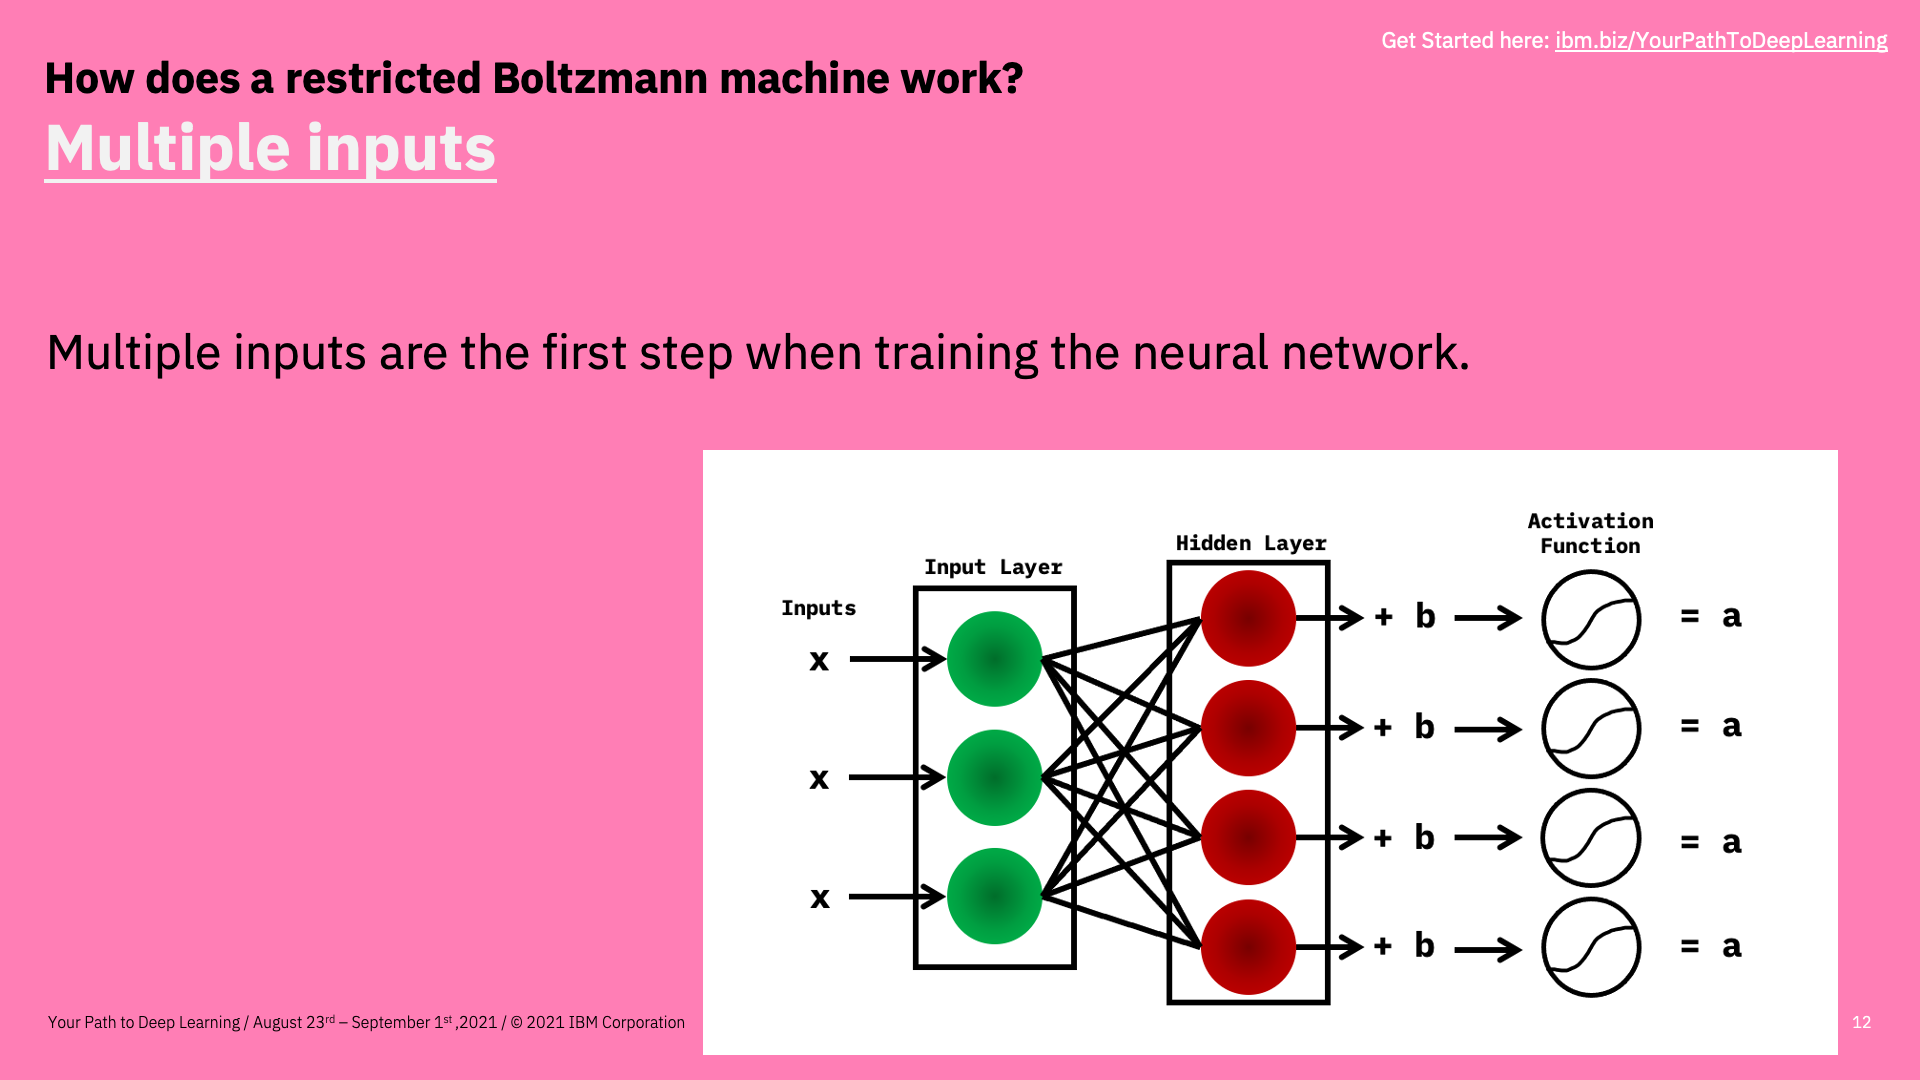 Get Started here: ibm.biz/YourPathToDeepLearning
How does a restricted Boltzmann machine work?
Multiple inputs
Multiple inputs are the first step when training the neural network.
Activation
Function
Hidden Layer
Input Layer
Inputs
x
x
x
+ b = a
+ b = a
+ b = a
+ b = a
Your Path to Deep Learning / August 23rd – September 1st ,2021 / © 2021 IBM Corporation
12